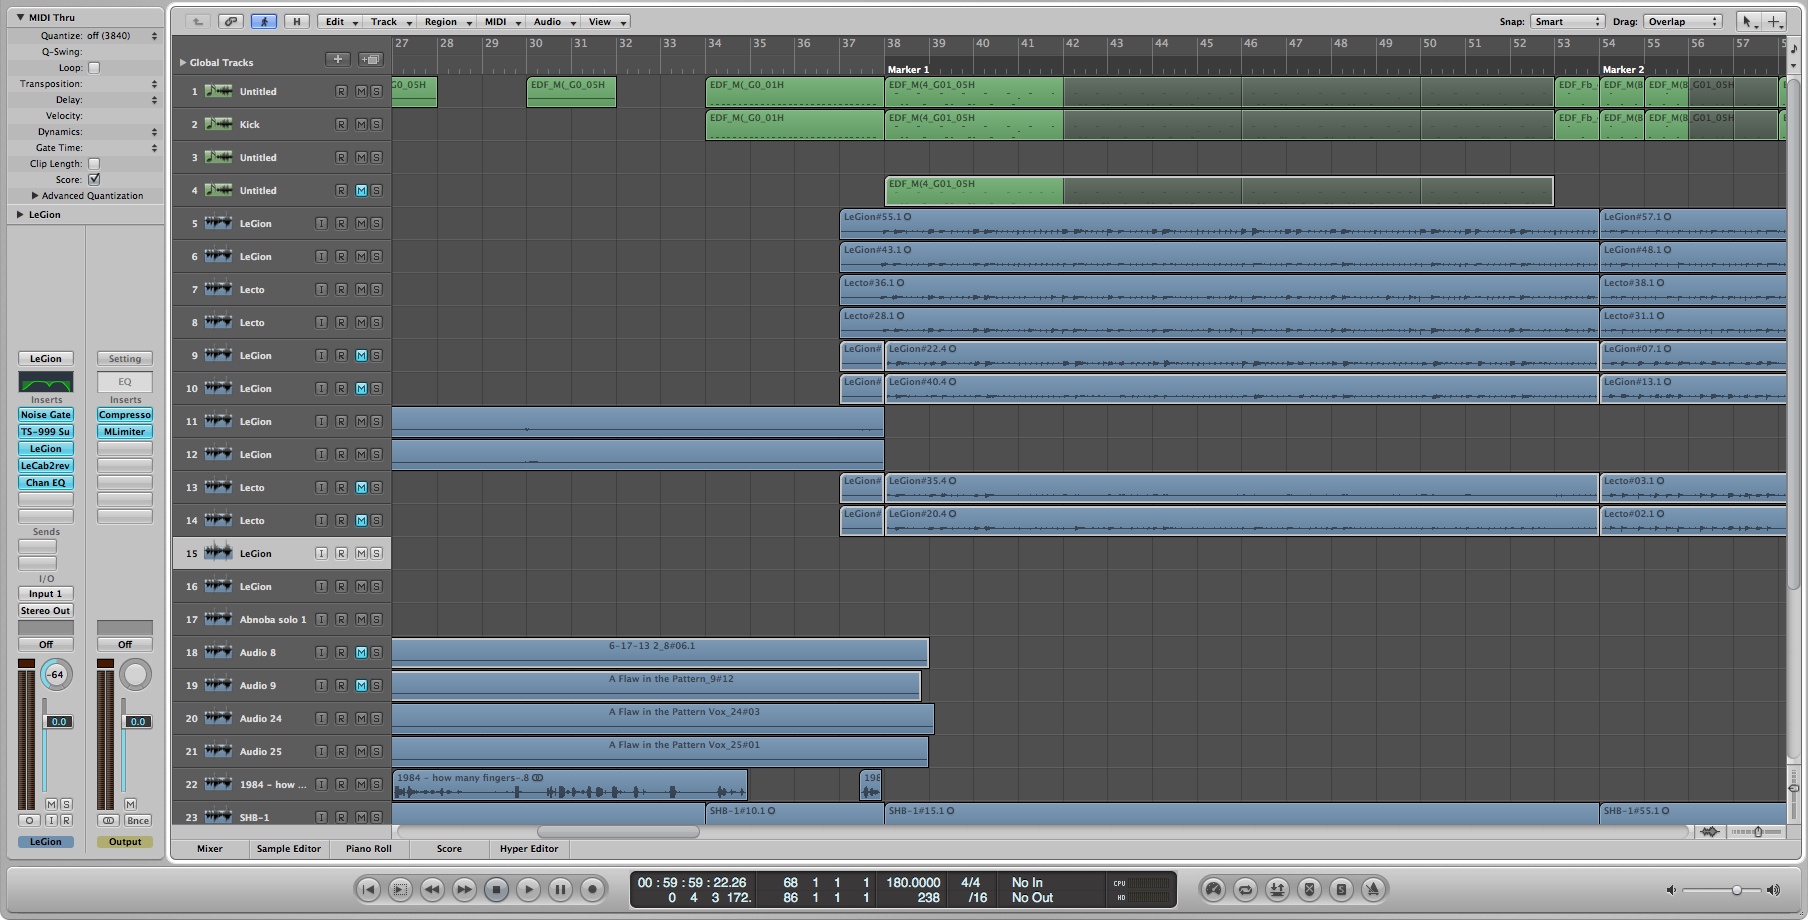 MIDI Thru
Quantize: off (3840)
Q-Swing:
Loop:
Transposition:
Delay:
Velocity:
Dynamics:
Gate Time:
Clip Length:
Score:
Advanced Quantization
LeGion
LeGion Setting
EQ
Inserts Inserts
Noise Gate Compresso
TS-999 Su MLimiter
LeGion
LeCab2rev
Chan EQ
Sends
I/O
Input 1
Stereo Out
Off Off
-64
0.0 0.0
M S M
I R Bnce
LeGion Output
H Edit Track Region MIDI Audio View Snap: Smart Drag: Overlap
Global Tracks
27 28 29 30 31 32 33 34 35 36 37 38 39 40 41 42 43 44 45 46 47 48 49 50 51 52 53 54 55 56 57
Marker 1 Marker 2
1 Untitled R M S G0_05H EDF_M(_G0_05H EDF_M(_G0_01H EDF_M(4_G01_05H EDF_Fb_ EDF_M(B EDF_M(B G01_05H
2 Kick R M S EDF_M(_G0_01H EDF_M(4_G01_05H EDF_Fb_ EDF_M(B EDF_M(B G01_05H
3 Untitled R M S
4 Untitled R M S EDF_M(4_G01_05H
5 LeGion I R M S LeGion#55.1 LeGion#57.1
6 LeGion I R M S LeGion#43.1 LeGion#48.1
7 Lecto I R M S Lecto#36.1 Lecto#38.1
8 Lecto I R M S Lecto#28.1 Lecto#31.1
9 LeGion I R M S LeGion# LeGion#22.4 LeGion#07.1
10 LeGion I R M S LeGion# LeGion#40.4 LeGion#13.1
11 LeGion I R M S
12 LeGion I R M S
13 Lecto I R M S LeGion# LeGion#35.4 Lecto#03.1
14 Lecto I R M S LeGion# LeGion#20.4 Lecto#02.1
15 LeGion I R M S
16 LeGion I R M S
17 Abnoba solo 1 I R M S
18 Audio 8 I R M S 6-17-13 2_8#06.1
19 Audio 9 I R M S A Flaw in the Pattern_9#12
20 Audio 24 I R M S A Flaw in the Pattern Vox_24#03
21 Audio 25 I R M S A Flaw in the Pattern Vox_25#01
22 1984 - how ... I R M S 1984 - how many fingers-.8 198
23 SHB-1 I R M S SHB-1#10.1 SHB-1#15.1 SHB-1#55.1
Mixer Sample Editor Piano Roll Score Hyper Editor
00 : 59 : 59 : 22.26 68 1 1 1 180.0000 4/4 No In CPU
0 4 3 172. 86 1 1 1 238 /16 No Out HD